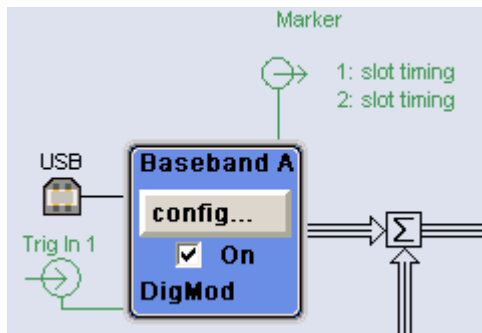 Marker
1: slot timing
2: slot timing
USB
Baseband A
config...
Trig In 1
On
DigMod
Σ